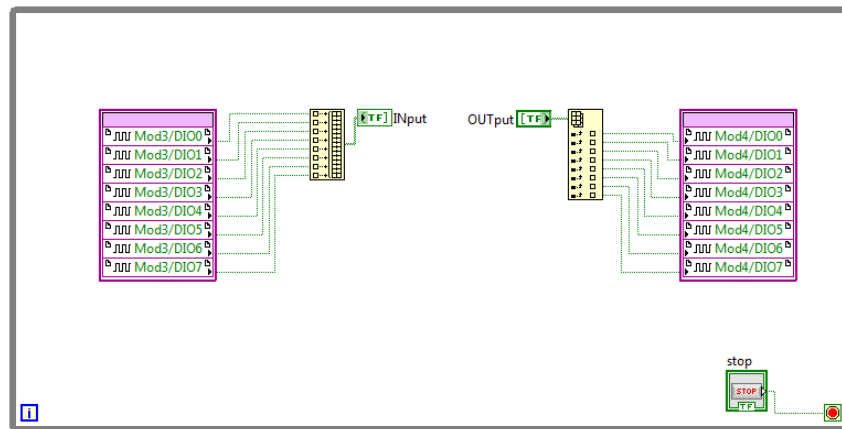 Mod3/DIO0
Mod3/DIO1
Mod3/DIO2
Mod3/DIO3
Mod3/DIO4
Mod3/DIO5
Mod3/DIO6
Mod3/DIO7
TF
INput
OUTput
TF
Mod4/DIO0
Mod4/DIO1
Mod4/DIO2
Mod4/DIO3
Mod4/DIO4
Mod4/DIO5
Mod4/DIO6
Mod4/DIO7
stop
STOP
TF
i